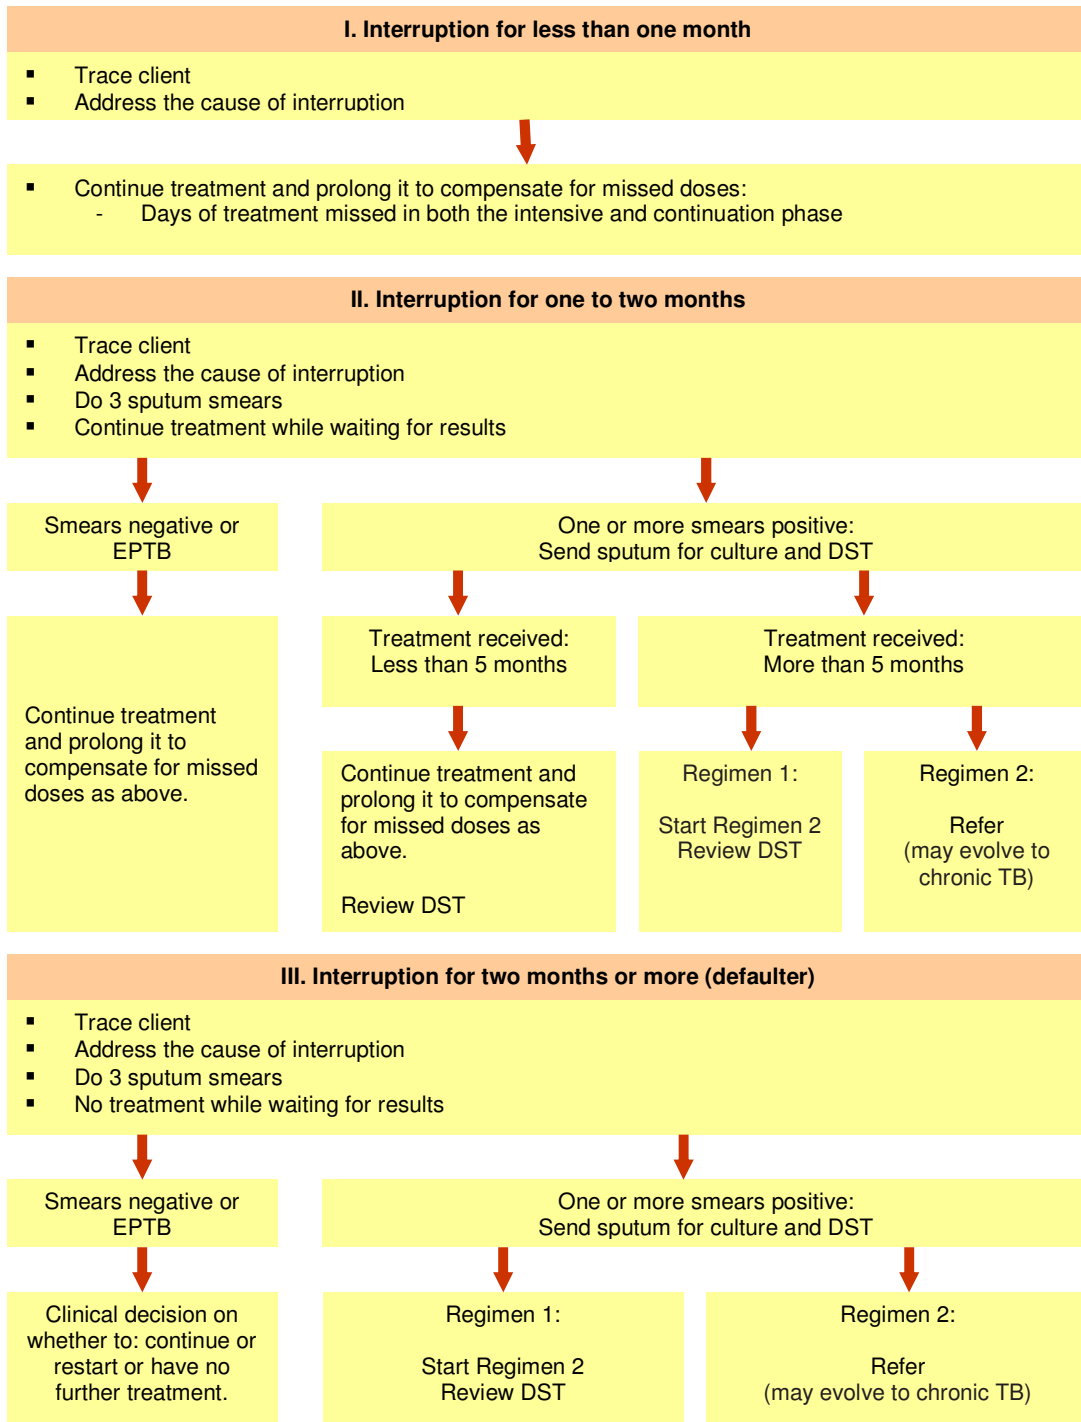 I. Interruption for less than one month
▪ Trace client
▪ Address the cause of interruption
▪ Continue treatment and prolong it to compensate for missed doses:
- Days of treatment missed in both the intensive and continuation phase
II. Interruption for one to two months
▪ Trace client
▪ Address the cause of interruption
▪ Do 3 sputum smears
▪ Continue treatment while waiting for results
Smears negative or
EPTB
One or more smears positive:
Send sputum for culture and DST
Treatment received:
Less than 5 months
Treatment received:
More than 5 months
Continue treatment
and prolong it to
compensate for missed
doses as above.
Continue treatment and
prolong it to compensate
for missed doses as
above.
Review DST
Regimen 1:
Start Regimen 2
Review DST
Regimen 2:
Refer
(may evolve to
chronic TB)
III. Interruption for two months or more (defaulter)
▪ Trace client
▪ Address the cause of interruption
▪ Do 3 sputum smears
▪ No treatment while waiting for results
Smears negative or
EPTB
One or more smears positive:
Send sputum for culture and DST
Clinical decision on
whether to: continue or
restart or have no
further treatment.
Regimen 1:
Start Regimen 2
Review DST
Regimen 2:
Refer
(may evolve to chronic TB)